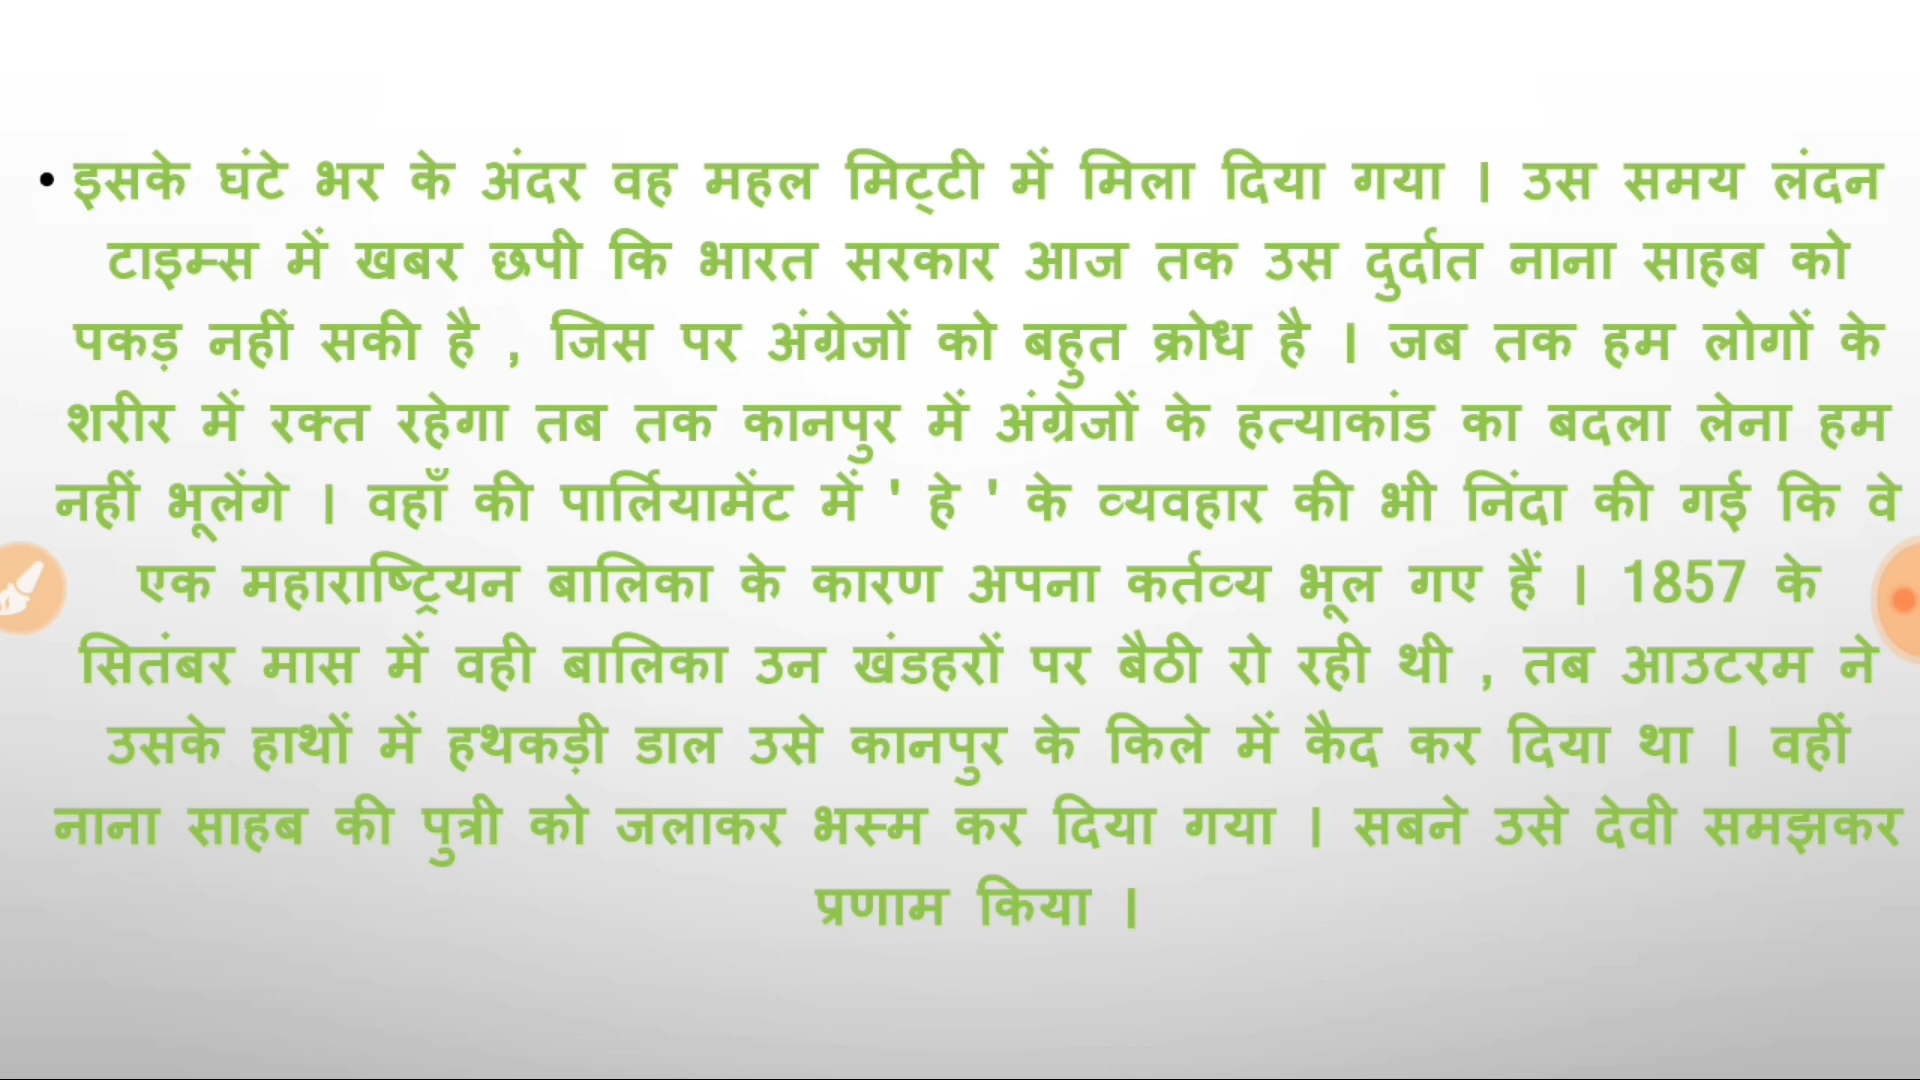 • इसके घंटे भर के अंदर वह महल मिट्टी में मिला दिया गया । उस समय लंदन
टाइम्स में खबर छपी कि भारत सरकार आज तक उस दुर्दात नाना साहब को
पकड़ नहीं सकी है , जिस पर अंग्रेजों को बहुत क्रोध है । जब तक हम लोगों के
शरीर में रक्त रहेगा तब तक कानपुर में अंग्रेजों के हत्याकांड का बदला लेना हम
नहीं भूलेंगे । वहाँ की पार्लियामेंट में ' हे ' के व्यवहार की भी निंदा की गई कि वे
एक महाराष्ट्रियन बालिका के कारण अपना कर्तव्य भूल गए हैं । 1857 के
सितंबर मास में वही बालिका उन खंडहरों पर बैठी रो रही थी , तब आउटरम ने
उसके हाथों में हथकड़ी डाल उसे कानपुर के किले में कैद कर दिया था । वहीं
नाना साहब की पुत्री को जलाकर भस्म कर दिया गया । सबने उसे देवी समझकर
प्रणाम किया ।